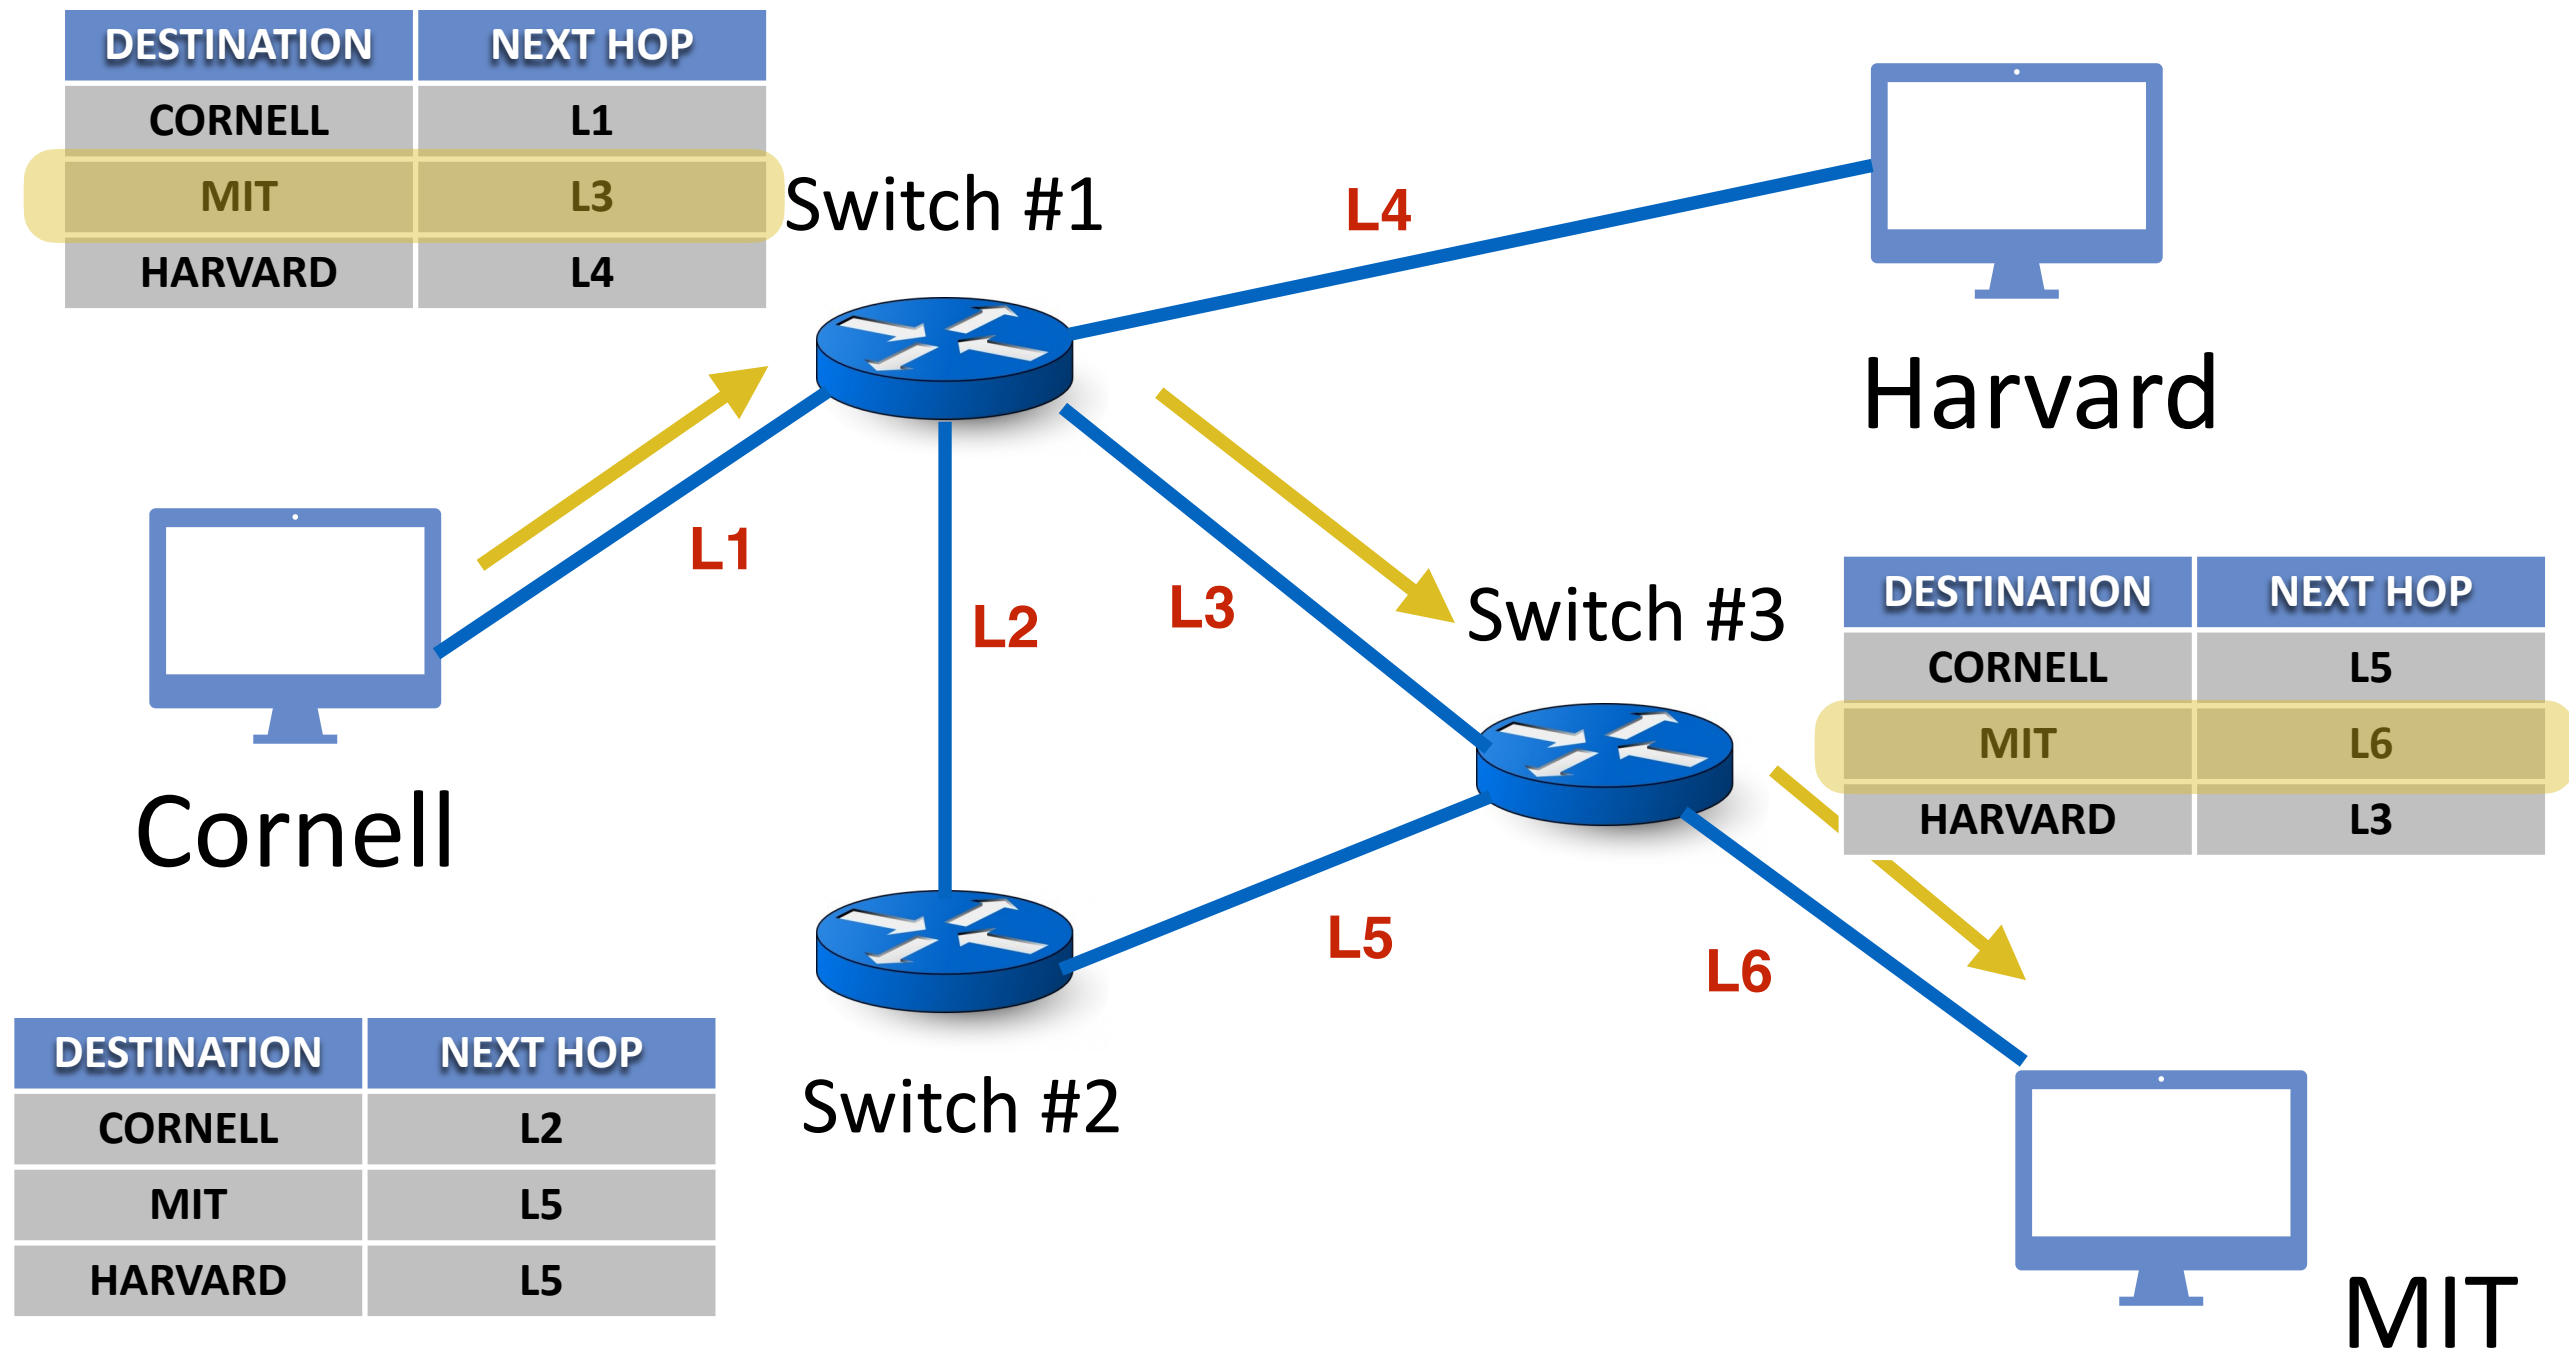 DESTINATION NEXT HOP
CORNELL L1
MIT L3
HARVARD L4
Switch #1
L4
Harvard
L1
L2
L3
Switch #3
Cornell
DESTINATION NEXT HOP
CORNELL L5
MIT L6
HARVARD L3
L5
L6
Switch #2
DESTINATION NEXT HOP
CORNELL L2
MIT L5
HARVARD L5
MIT